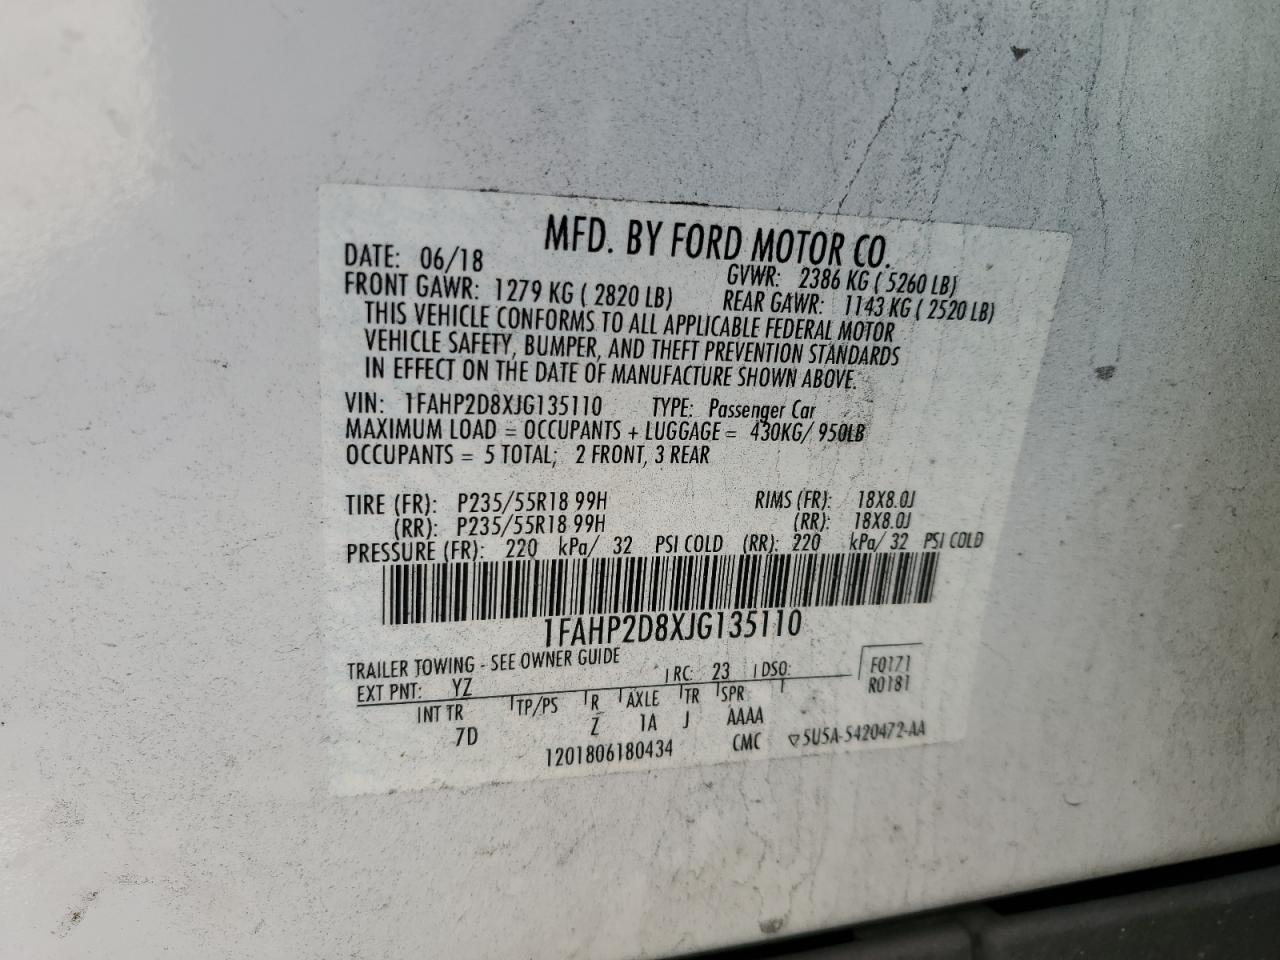 MFD. BY FORD MOTOR CO.
DATE: 06/18 GVWR: 2386 KG ( 5260 LB)
FRONT GAWR: 1279 KG ( 2820 LB) REAR GAWR: 1143 KG ( 2520 LB)
THIS VEHICLE CONFORMS TO ALL APPLICABLE FEDERAL MOTOR
VEHICLE SAFETY, BUMPER, AND THEFT PREVENTION STANDARDS
IN EFFECT ON THE DATE OF MANUFACTURE SHOWN ABOVE.
VIN: 1FAHP2D8XJG135110 TYPE: Passenger Car
MAXIMUM LOAD = OCCUPANTS + LUGGAGE = 430KG/ 950LB
OCCUPANTS = 5 TOTAL; 2 FRONT, 3 REAR
TIRE (FR): P235/55R18 99H RIMS (FR): 18X8.0J
(RR): P235/55R18 99H (RR): 18X8.0J
PRESSURE (FR): 220 kPa/ 32 PSI COLD (RR): 220 kPa/ 32 PSI COLD
1FAHP2D8XJG135110
TRAILER TOWING - SEE OWNER GUIDE
EXT PNT: YZ RC: 23 DSO: F0171
R0181
INT TR TP/PS R AXLE TR SPR
7D Z 1A J AAAA
1201806180434 CMC ▽5U5A-5420472-AA